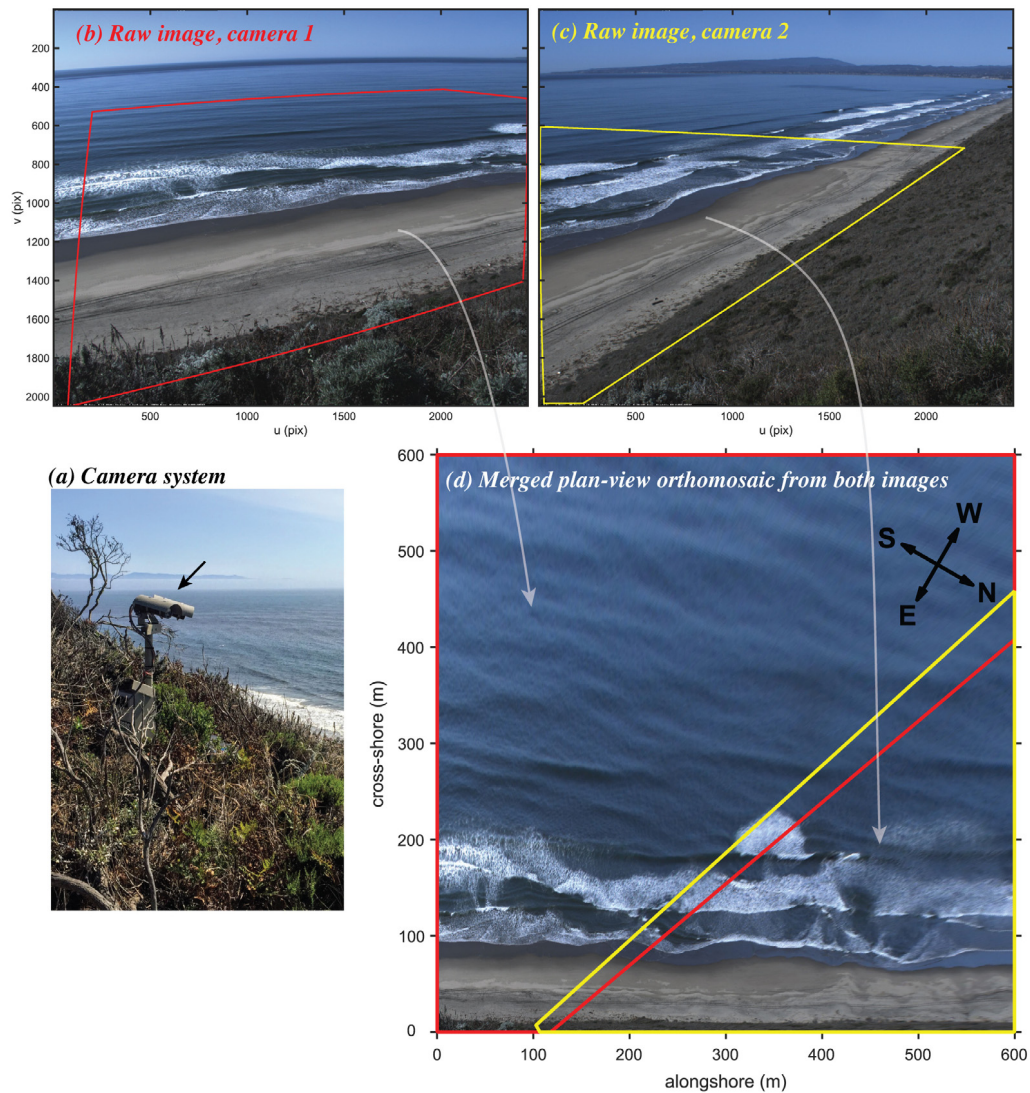 (b) Raw image, camera 1
(c) Raw image, camera 2
200
400
600
800
1000
1200
1400
1600
1800
2000
v (pix)
500
1000
1500
2000
u (pix)
500
1000
1500
2000
u (pix)
(a) Camera system
(d) Merged plan-view orthomosaic from both images
W
S
N
E
600
500
400
300
200
100
0
cross-shore (m)
0
100
200
300
400
500
600
alongshore (m)